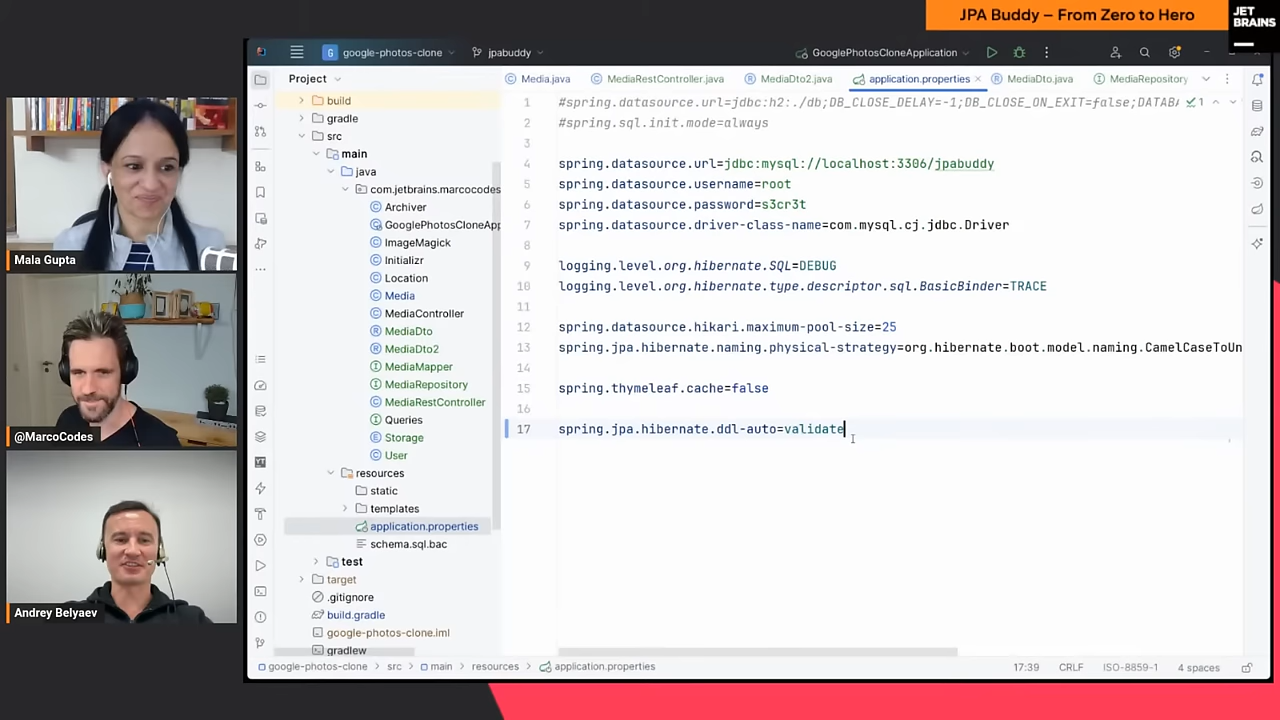 JPA Buddy – From Zero to Hero
JET
BRAINS
G google-photos-clone
jpabuddy
GooglePhotosCloneApplication
Project
Media.java
MediaRestController.java
MediaDto2.java
application.properties
MediaDto.java
MediaRepository
build
gradle
src
main
java
com.jetbrains.marcocodes
Archiver
GooglePhotosCloneApp
ImageMagick
Initializr
Location
Media
MediaController
MediaDto
MediaDto2
MediaMapper
MediaRepository
MediaRestController
Queries
Storage
User
resources
static
templates
application.properties
schema.sql.bac
test
target
.gitignore
build.gradle
google-photos-clone.iml
gradlew
1 #spring.datasource.url=jdbc:h2:./db;DB_CLOSE_DELAY=-1;DB_CLOSE_ON_EXIT=false;DATABA
1
2 #spring.sql.init.mode=always
3
4 spring.datasource.url=jdbc:mysql://localhost:3306/jpabuddy
5 spring.datasource.username=root
6 spring.datasource.password=s3cr3t
7 spring.datasource.driver-class-name=com.mysql.cj.jdbc.Driver
8
9 logging.level.org.hibernate.SQL=DEBUG
10 logging.level.org.hibernate.type.descriptor.sql.BasicBinder=TRACE
11
12 spring.datasource.hikari.maximum-pool-size=25
13 spring.jpa.hibernate.naming.physical-strategy=org.hibernate.boot.model.naming.CamelCaseToUn
14
15 spring.thymeleaf.cache=false
16
17 spring.jpa.hibernate.ddl-auto=validate
Mala Gupta
@MarcoCodes
Andrey Belyaev
google-photos-clone
src
main
resources
application.properties
17:39
CRLF
ISO-8859-1
4 spaces